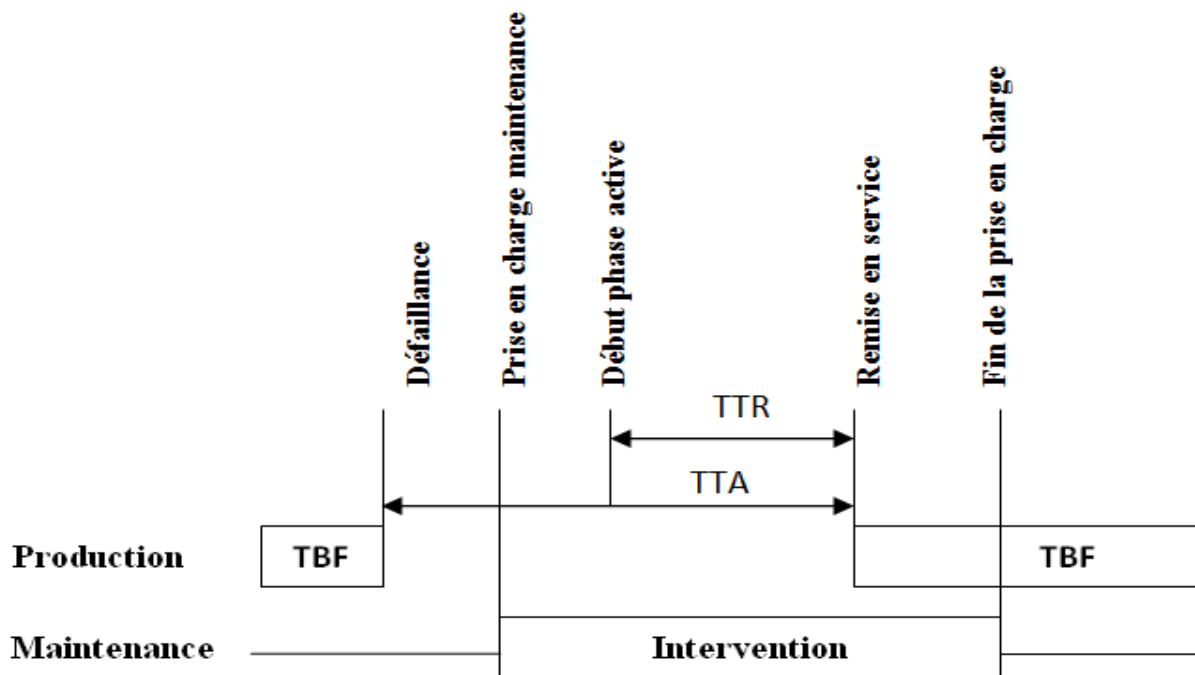 Défaillance
Prise en charge maintenance
Début phase active
Remise en service
Fin de la prise en charge
TTR
TTA
Production
TBF
TBF
Maintenance
Intervention